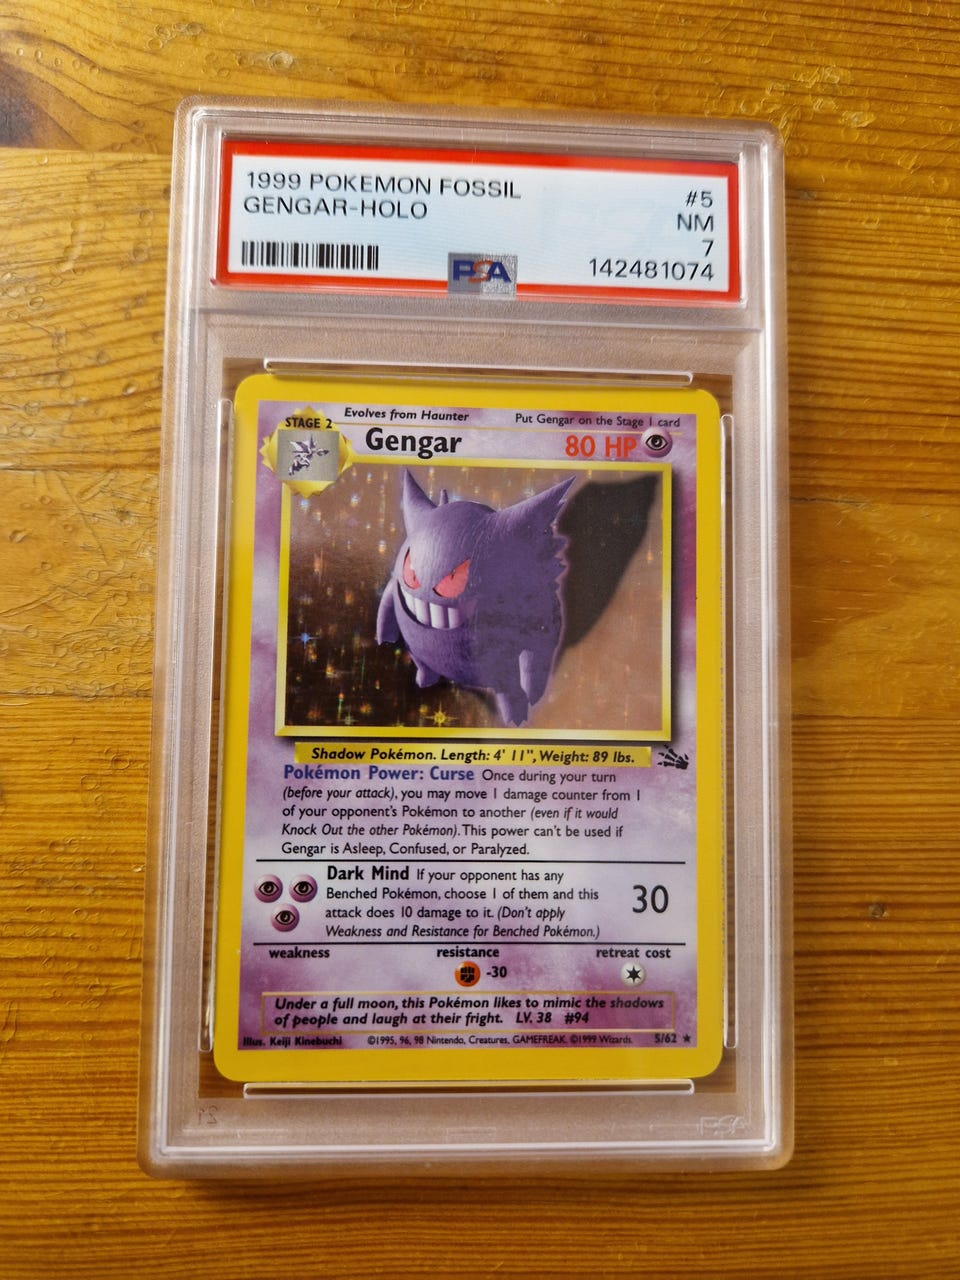 1999 POKEMON FOSSIL
#5
GENGAR-HOLO
NM
7
PSA
142481074
STAGE 2
Evolves from Haunter
Put Gengar on the Stage 1 card
Gengar
80 HP
Shadow Pokémon. Length: 4' 11", Weight: 89 lbs.
Pokémon Power: Curse Once during your turn
(before your attack), you may move 1 damage counter from 1
of your opponent's Pokémon to another (even if it would
Knock Out the other Pokémon). This power can't be used if
Gengar is Asleep, Confused, or Paralyzed.
Dark Mind If your opponent has any
Benched Pokémon, choose 1 of them and this
attack does 10 damage to it. (Don't apply
Weakness and Resistance for Benched Pokémon.)
30
weakness
resistance
retreat cost
-30
Under a full moon, this Pokémon likes to mimic the shadows
of people and laugh at their fright. LV. 38 #94
Illus. Keiji Kinebuchi
©1995, 96, 98 Nintendo, Creatures, GAMEFREAK. ©1999 Wizards.
5/62
PSA